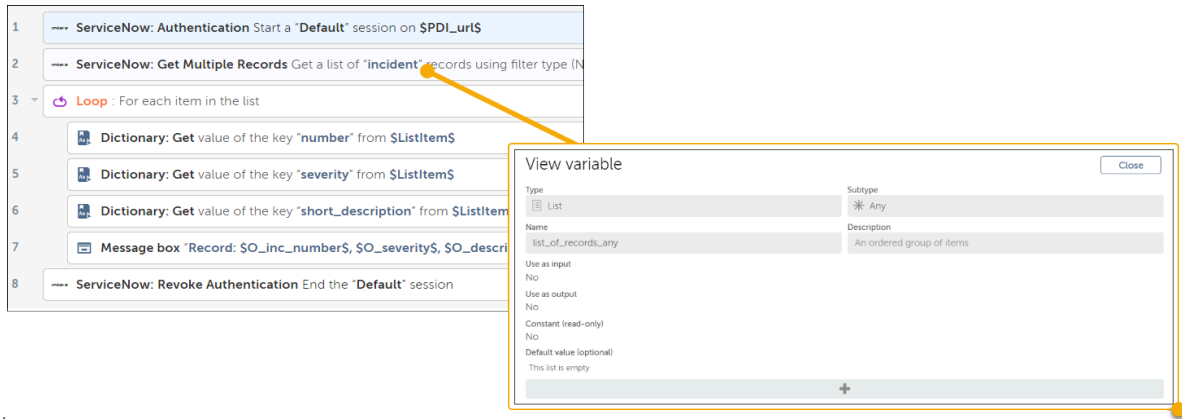 1 ServiceNow: Authentication Start a "Default" session on $PDI_url$
2 ServiceNow: Get Multiple Records Get a list of "incident" records using filter type (N
3 Loop : For each item in the list
4 Dictionary: Get value of the key "number" from $ListItem$
5 Dictionary: Get value of the key "severity" from $ListItem$
6 Dictionary: Get value of the key "short_description" from $ListItem
7 Message box "Record: $O_inc_number$, $O_severity$, $O_descri
8 ServiceNow: Revoke Authentication End the "Default" session
View variable
Close
Type
Subtype
List
Any
Name
Description
list_of_records_any
An ordered group of items
Use as input
No
Use as output
No
Constant (read-only)
No
Default value (optional)
This list is empty
+
.